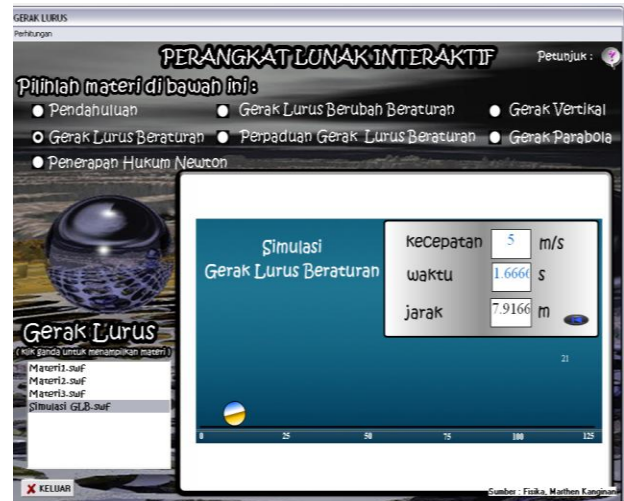 GERAK LURUS
Perhitungan
PERANGKAT LUNAK INTERAKTIF
Petunjuk :
Pilihlah materi di bawah ini :
Pendahuluan
Gerak Lurus Berubah Beraturan
Gerak Vertikal
Gerak Lurus Beraturan
Perpaduan Gerak Lurus Beraturan
Gerak Parabola
Penerapan Hukum Newton
Simulasi
Gerak Lurus Beraturan
kecepatan 5 m/s
waktu 1.6666 s
jarak 7.9166 m
21
0 25 50 75 100 125
Gerak Lurus
( Klik ganda untuk menampilkan materi )
Materi1.swf
Materi2.swf
Materi3.swf
Simulasi GLB.swf
X KELUAR
Sumber : Fisika, Marthen Kanginan